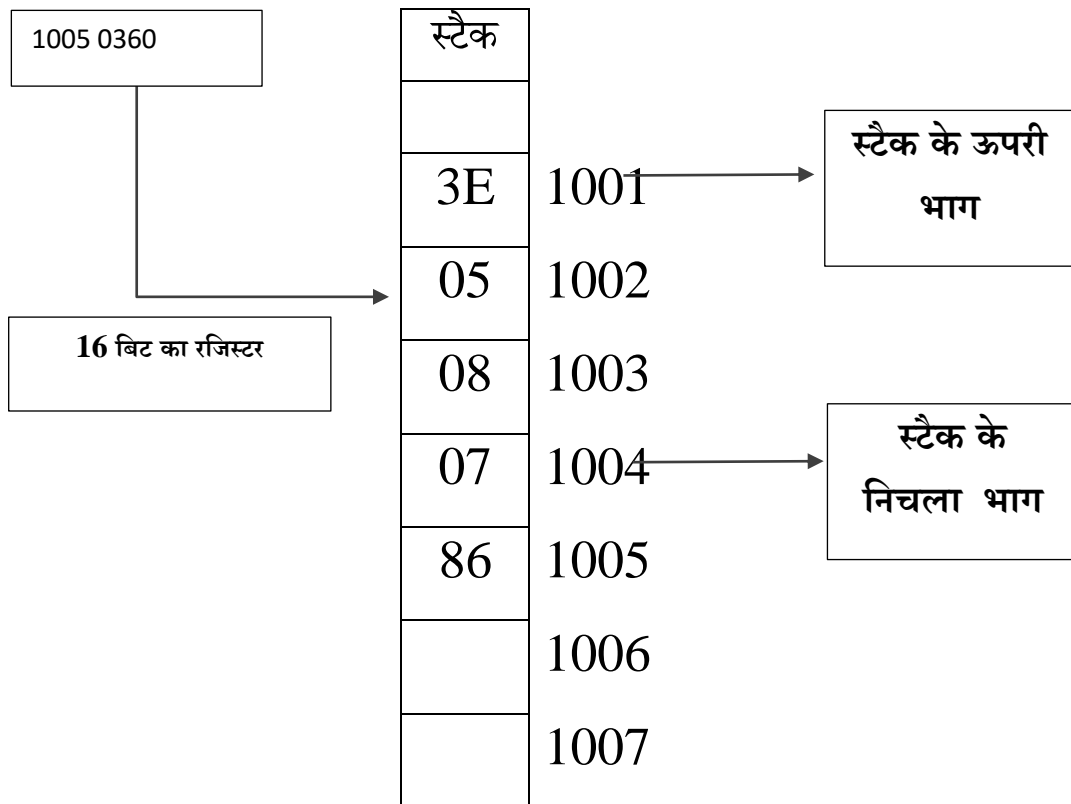 1005 0360
स्टैक
स्टैक के ऊपरी
भाग
3E 1001
05 1002
16 बिट का रजिस्टर
08 1003
07 1004
स्टैक के
निचला भाग
86 1005
1006
1007